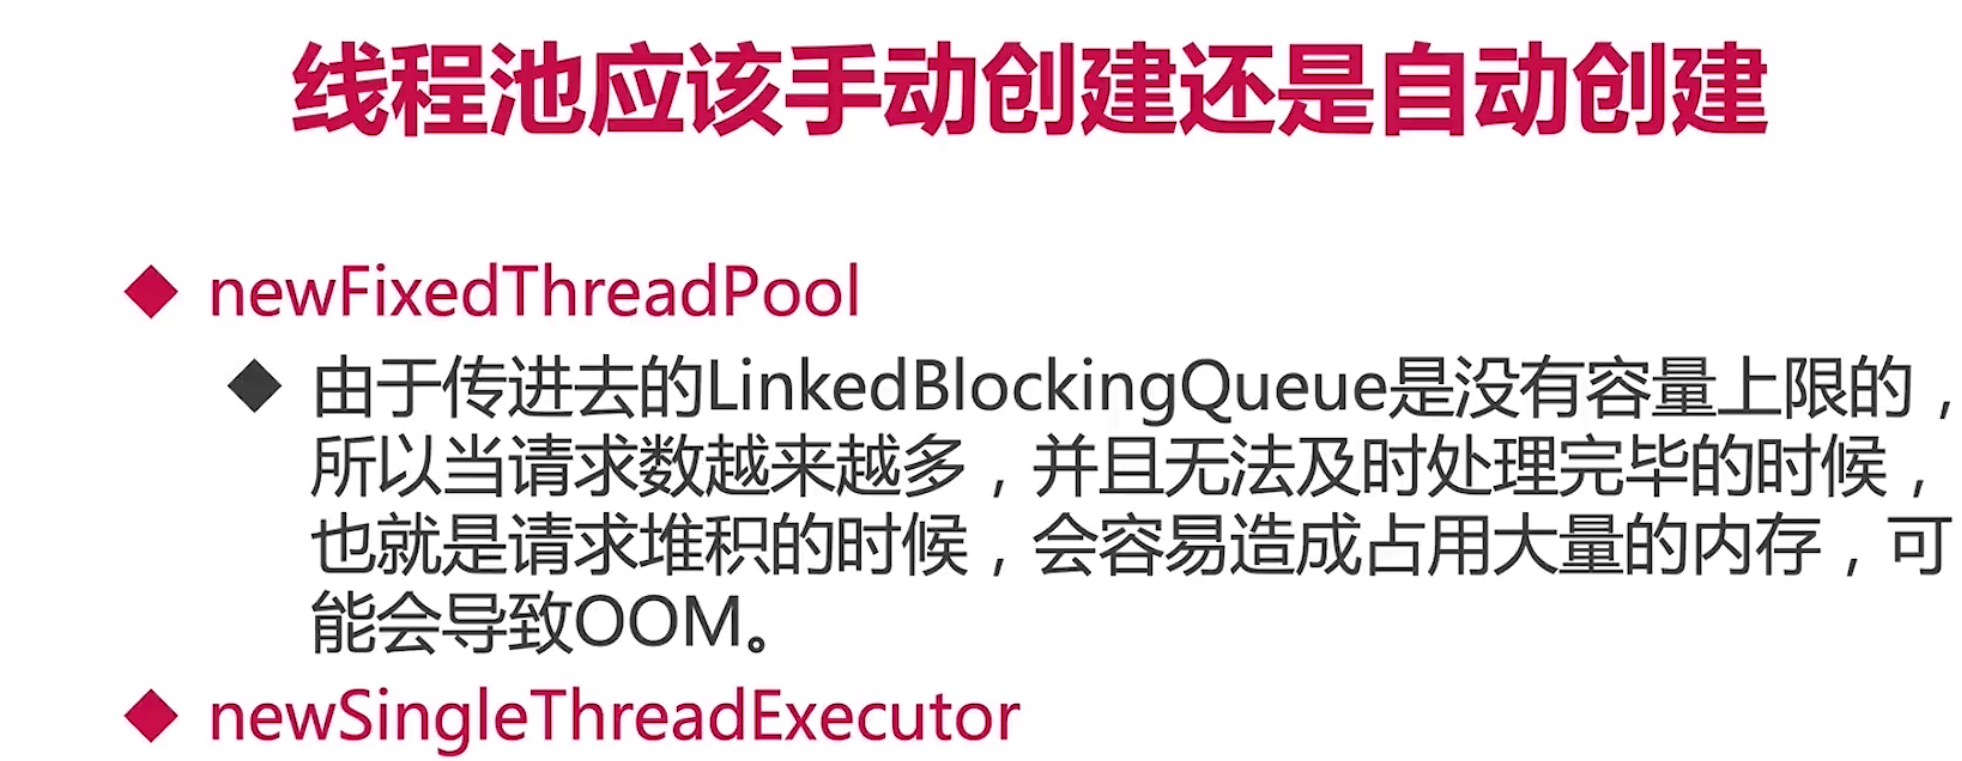 线程池应该手动创建还是自动创建
newFixedThreadPool
由于传进去的LinkedBlockingQueue是没有容量上限的，
所以当请求数越来越多，并且无法及时处理完毕的时候，
也就是请求堆积的时候，会容易造成占用大量的内存，可
能会导致OOM。
newSingleThreadExecutor